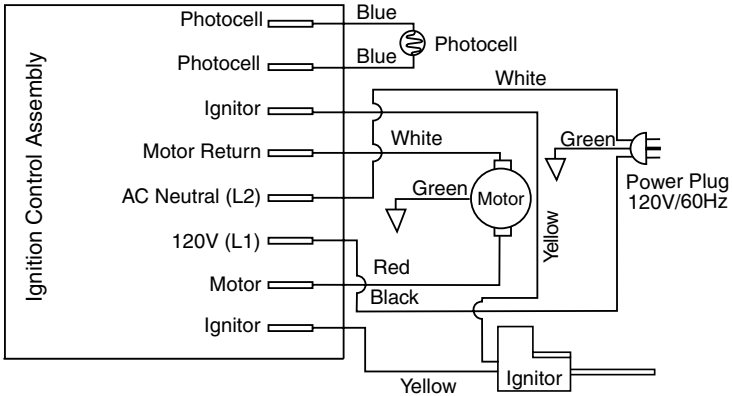 Ignition Control Assembly
Photocell
Photocell
Ignitor
Motor Return
AC Neutral (L2)
120V (L1)
Motor
Ignitor
Blue
Blue
Photocell
White
White
Green
Motor
Green
Power Plug
120V/60Hz
Yellow
Red
Black
Yellow
Ignitor